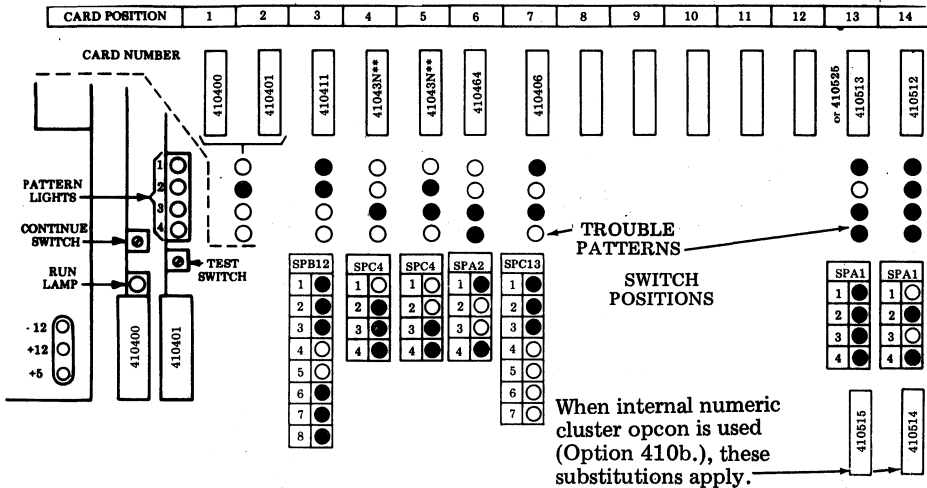 CARD POSITION 1 2 3 4 5 6 7 8 9 10 11 12 13 14
CARD NUMBER
410400
410401
410411
41043N**
41043N**
410464
410406
or 410525
410513
410512
PATTERN LIGHTS
1
2
3
4
CONTINUE SWITCH
TEST SWITCH
RUN LAMP
- 12
+12
+5
410400
410401
TROUBLE PATTERNS
SWITCH POSITIONS
SPB12
1
2
3
4
5
6
7
8
SPC4
1
2
3
4
SPC4
1
2
3
4
SPA2
1
2
3
4
SPC13
1
2
3
4
5
6
7
SPA1
1
2
3
4
SPA1
1
2
3
4
When internal numeric
cluster opcon is used
(Option 410b.), these
substitutions apply.
410515
410514